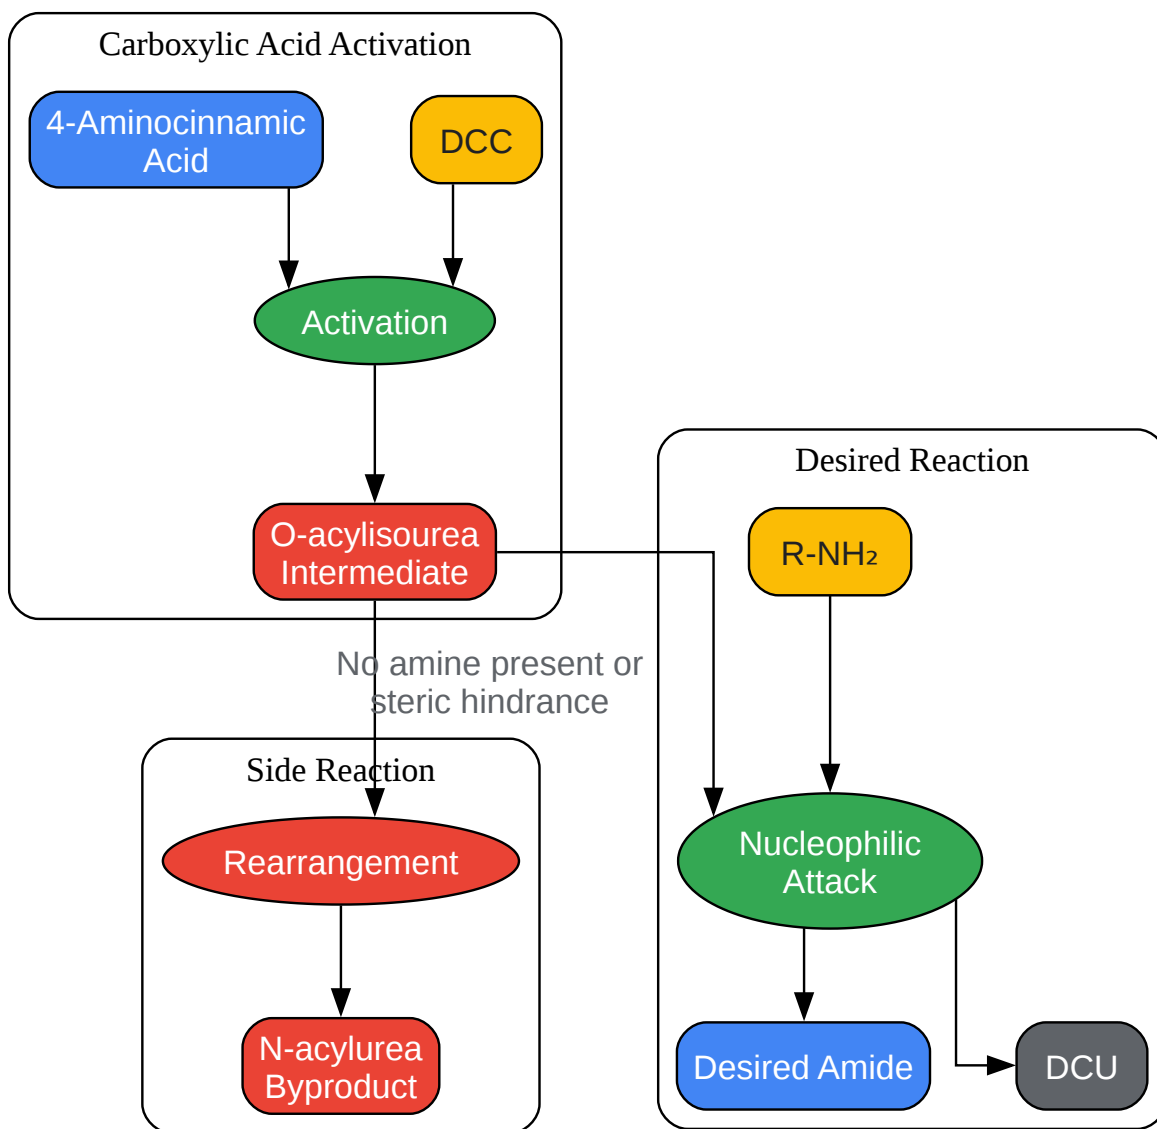 Carboxylic Acid Activation
4-Aminocinnamic
Acid
DCC
Activation
O-acylisourea
Intermediate
No amine present or
steric hindrance
Side Reaction
Rearrangement
N-acylurea
Byproduct
Desired Reaction
R-NH₂
Nucleophilic
Attack
Desired Amide
DCU